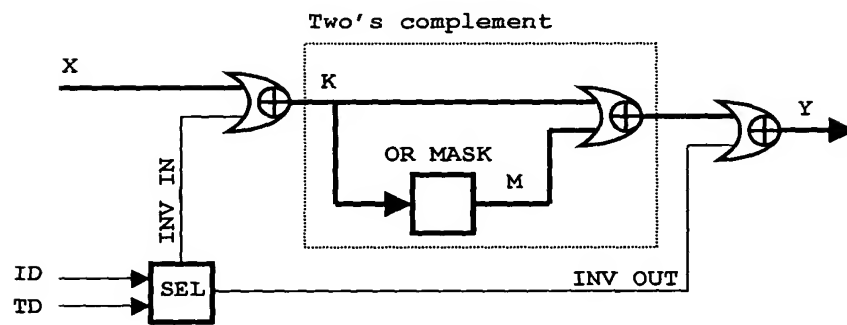 Two's complement
X
K
Y
OR MASK
M
INV IN
ID
TD
SEL
INV OUT